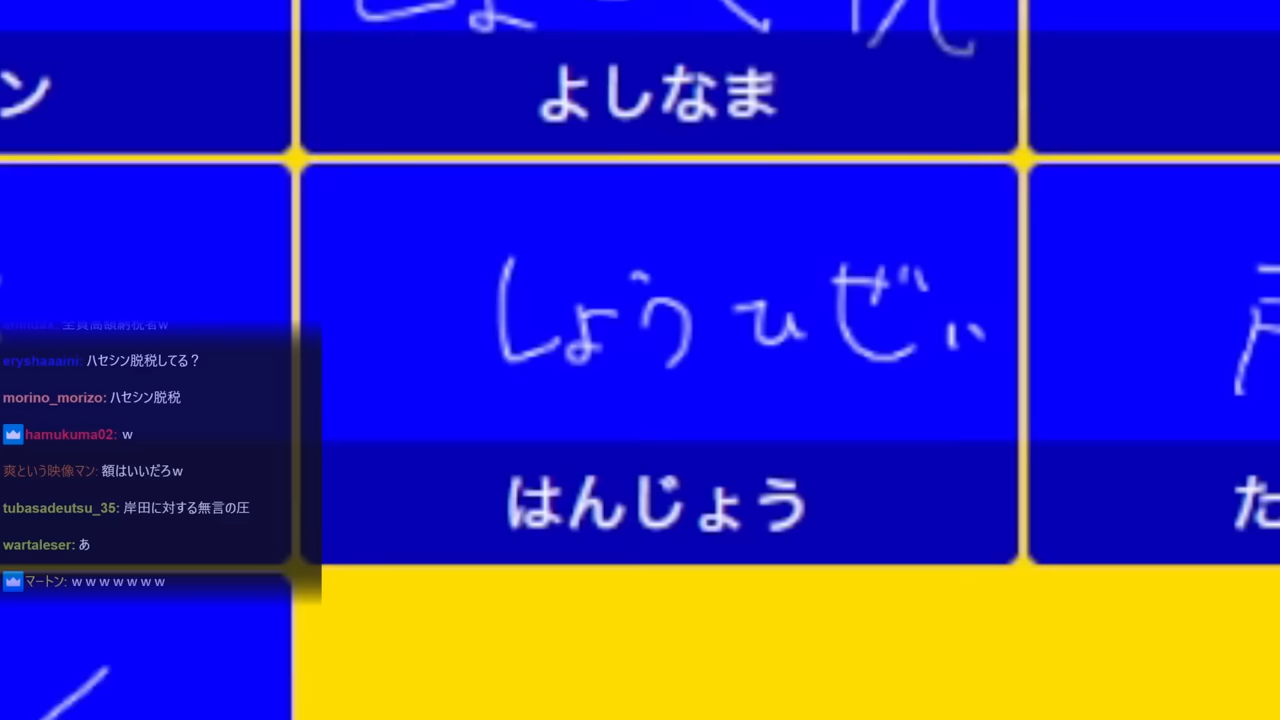 ン
よしなま
しょうひぜい
はんじょう
た
eryshaaaini: ハセシン脱税してる？
morino_morizo: ハセシン脱税
hamukuma02: w
爽という映像マン: 額はいいだろw
tubasadeutsu_35: 岸田に対する無言の圧
wartaleser: あ
マートン: w w w w w w w